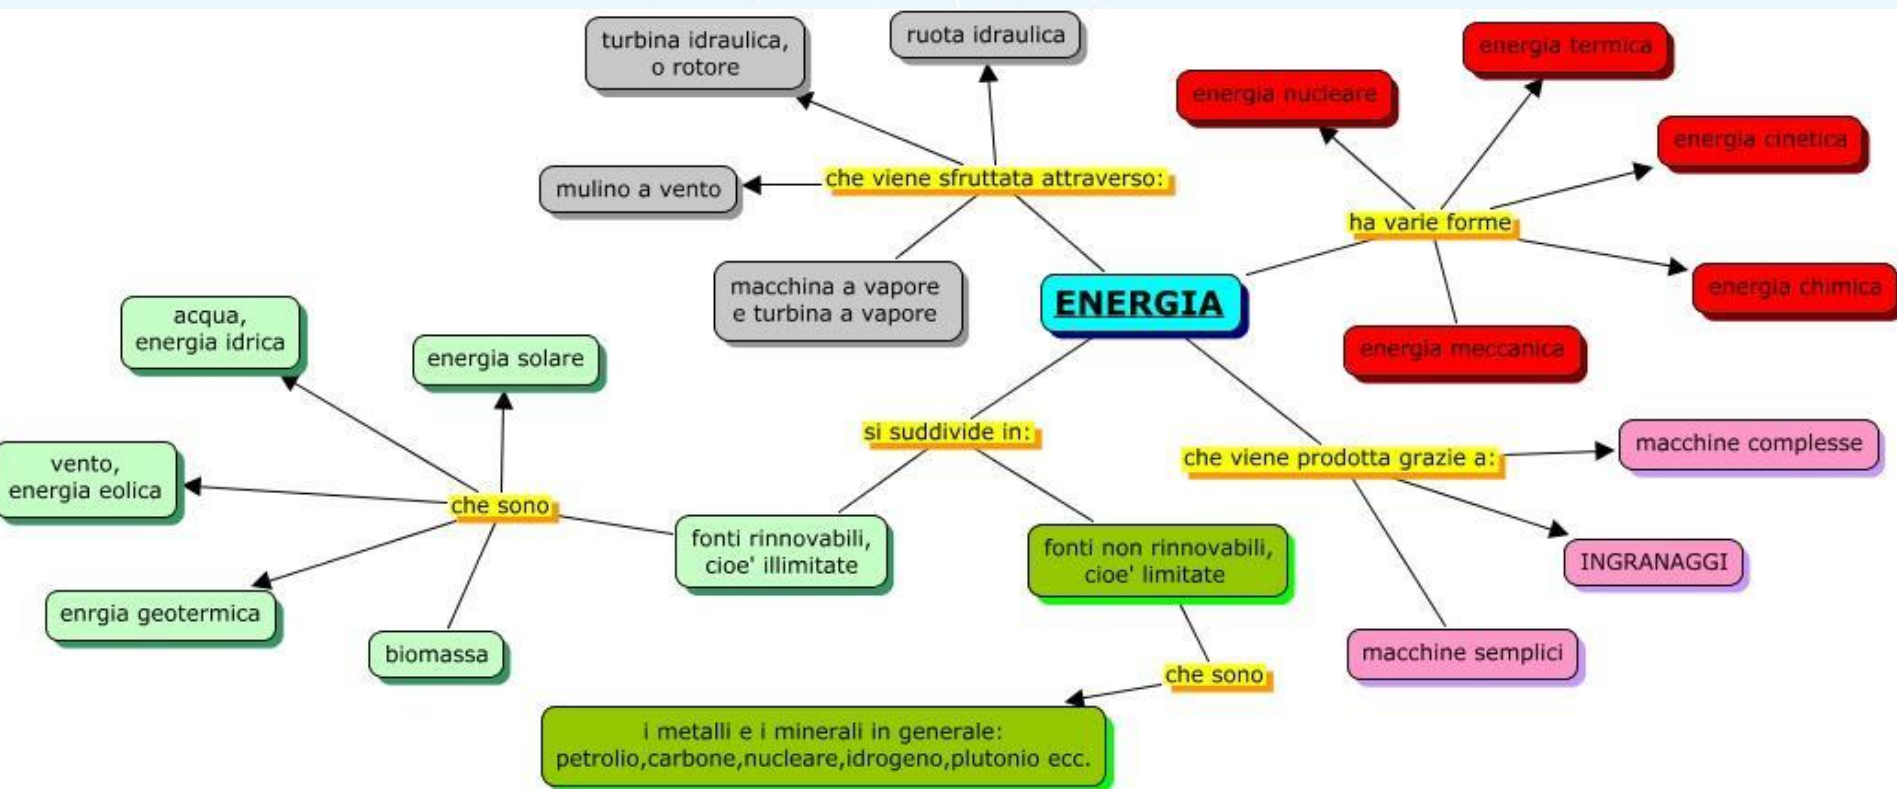 turbina idraulica,
o rotore
ruota idraulica
energia termica
energia nucleare
energia cinetica
mulino a vento
che viene sfruttata attraverso:
ha varie forme
macchina a vapore
e turbina a vapore
ENERGIA
energia chimica
energia meccanica
acqua,
energia idrica
energia solare
si suddivide in:
che viene prodotta grazie a:
macchine complesse
vento,
energia eolica
che sono
fonti rinnovabili,
cioe' illimitate
fonti non rinnovabili,
cioe' limitate
INGRANAGGI
enrgia geotermica
biomassa
macchine semplici
che sono
i metalli e i minerali in generale:
petrolio,carbone,nucleare,idrogeno,plutonio ecc.